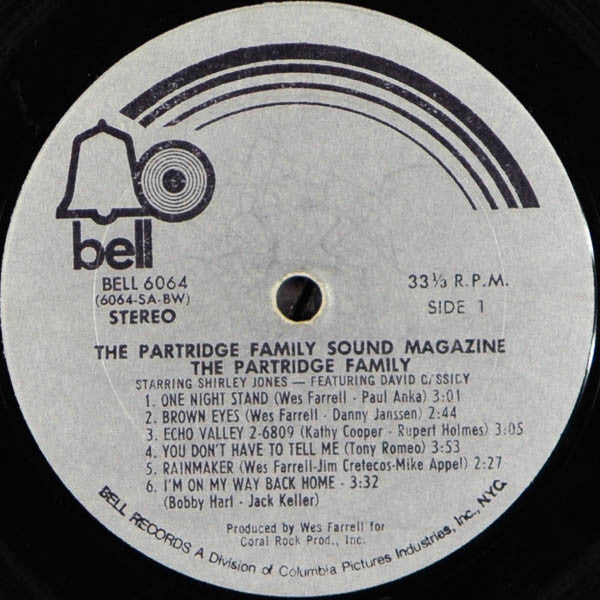 bell
BELL 6064
(6064-SA-BW)
STEREO
33⅓ R.P.M.
SIDE 1
THE PARTRIDGE FAMILY SOUND MAGAZINE
THE PARTRIDGE FAMILY
STARRING SHIRLEY JONES — FEATURING DAVID CASSIDY
1. ONE NIGHT STAND (Wes Farrell - Paul Anka) 3:01
2. BROWN EYES (Wes Farrell - Danny Janssen) 2:44
3. ECHO VALLEY 2-6809 (Kathy Cooper - Rupert Holmes) 3:05
4. YOU DON'T HAVE TO TELL ME (Tony Romeo) 3:53
5. RAINMAKER (Wes Farrell-Jim Cretecos-Mike Appel) 2:27
6. I'M ON MY WAY BACK HOME - 3:32
(Bobby Hart - Jack Keller)
Produced by Wes Farrell for
Coral Rock Prod., Inc.
BELL RECORDS A Division of Columbia Pictures Industries, Inc., N.Y.C.